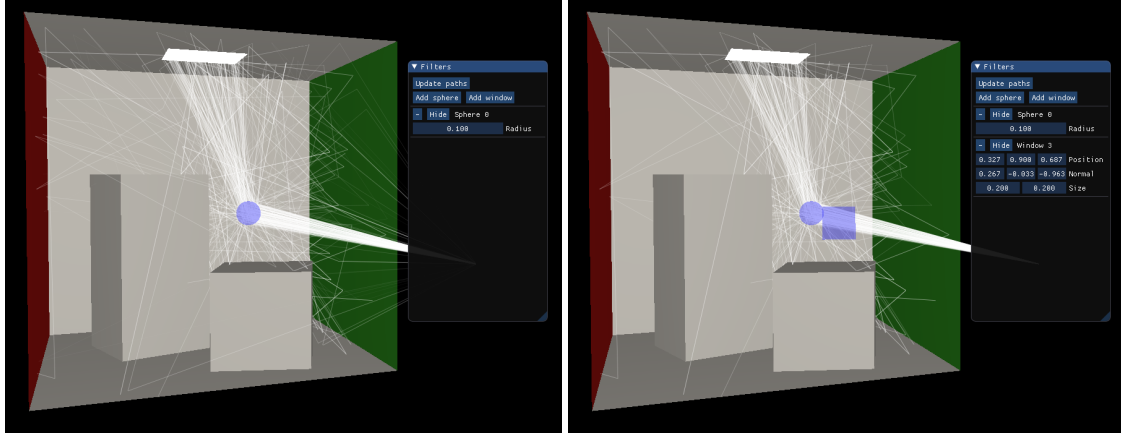 ▼ Filters
Update paths
Add sphere Add window
- Hide Sphere 0
0.100 Radius
▼ Filters
Update paths
Add sphere Add window
- Hide Sphere 0
0.100 Radius
- Hide Window 3
0.327 0.900 0.687 Position
0.267 -0.033 -0.963 Normal
0.200 0.200 Size